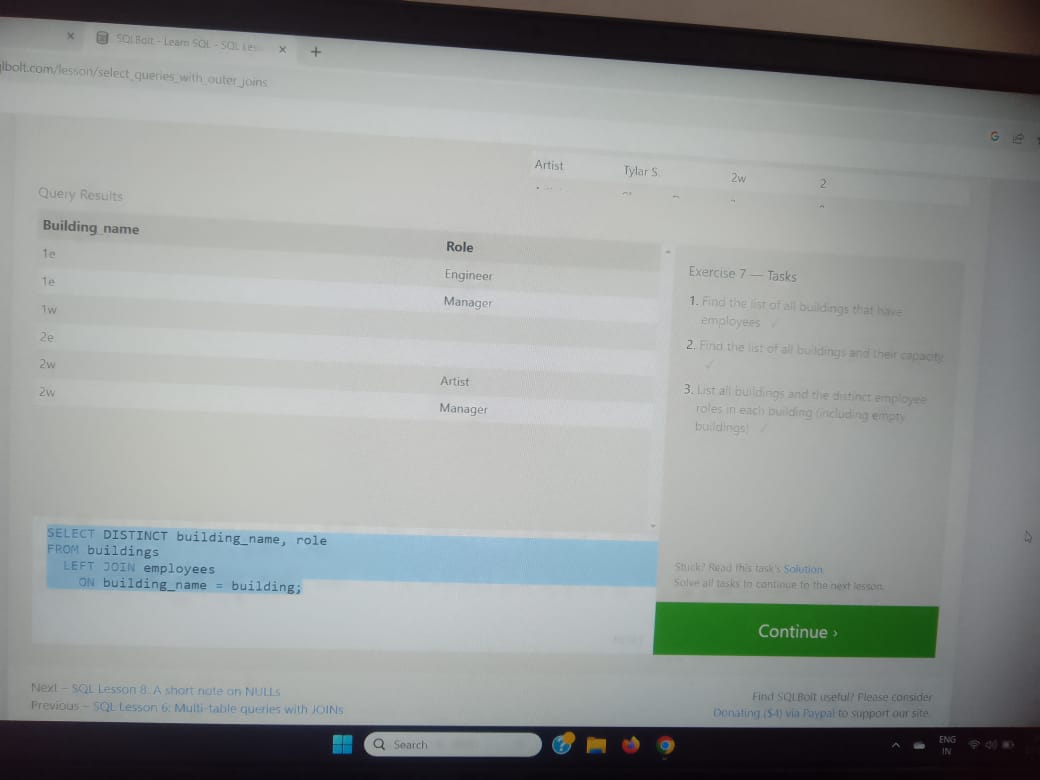 SQLBolt - Learn SQL - SQL Les
lbolt.com/lesson/select_queries_with_outer_joins
Artist Tylar S. 2w 2
Query Results
Building_name Role
1e Engineer
1e Manager
1w
2e
2w Artist
2w Manager
Exercise 7 — Tasks
1. Find the list of all buildings that have
employees ✓
2. Find the list of all buildings and their capacity
✓
3. List all buildings and the distinct employee
roles in each building (including empty
buildings) ✓
SELECT DISTINCT building_name, role
FROM buildings
LEFT JOIN employees
ON building_name = building;
Stuck? Read this task's Solution.
Solve all tasks to continue to the next lesson.
Continue ›
Next – SQL Lesson 8: A short note on NULLs
Previous – SQL Lesson 6: Multi-table queries with JOINs
Find SQLBolt useful? Please consider
Donating ($4) via Paypal to support our site.
Search
ENG
IN